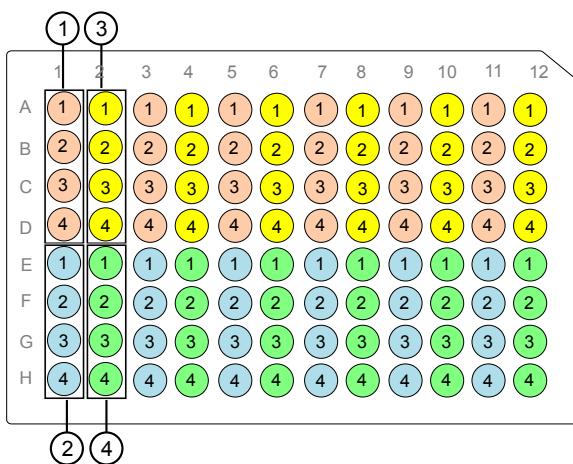 1 3
1 2 3 4 5 6 7 8 9 10 11 12
A 1 1 1 1 1 1 1 1 1 1 1 1
B 2 2 2 2 2 2 2 2 2 2 2 2
C 3 3 3 3 3 3 3 3 3 3 3 3
D 4 4 4 4 4 4 4 4 4 4 4 4
E 1 1 1 1 1 1 1 1 1 1 1 1
F 2 2 2 2 2 2 2 2 2 2 2 2
G 3 3 3 3 3 3 3 3 3 3 3 3
H 4 4 4 4 4 4 4 4 4 4 4 4
2 4